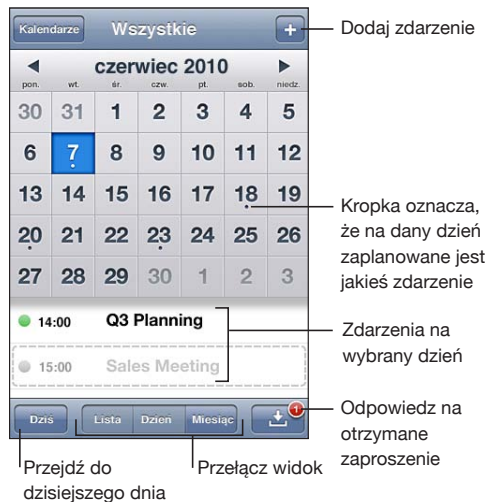 Kalendarze Wszystkie +
Dodaj zdarzenie
czerwiec 2010
pon. wt. śr. czw. pt. sob. niedz.
30 31 1 2 3 4 5
6 7 8 9 10 11 12
13 14 15 16 17 18 19
20 21 22 23 24 25 26
27 28 29 30 1 2 3
Kropka oznacza,
że na dany dzień
zaplanowane jest
jakieś zdarzenie
14:00 Q3 Planning
15:00 Sales Meeting
Zdarzenia na
wybrany dzień
Dziś Lista Dzień Miesiąc 1
Odpowiedz na
otrzymane
zaproszenie
Przejdź do
dzisiejszego dnia
Przełącz widok